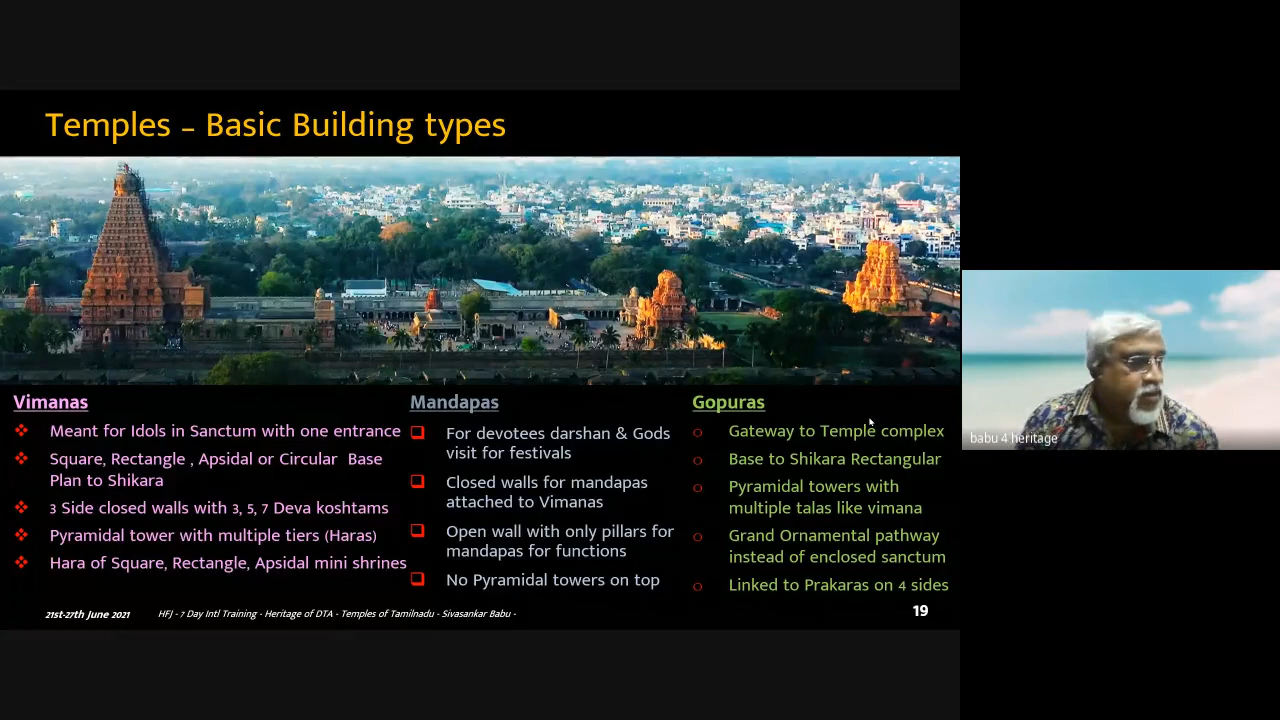 Temples – Basic Building types
Vimanas
Meant for Idols in Sanctum with one entrance
Square, Rectangle , Apsidal or Circular Base
Plan to Shikara
3 Side closed walls with 3, 5, 7 Deva koshtams
Pyramidal tower with multiple tiers (Haras)
Hara of Square, Rectangle, Apsidal mini shrines
Mandapas
For devotees darshan & Gods
visit for festivals
Closed walls for mandapas
attached to Vimanas
Open wall with only pillars for
mandapas for functions
No Pyramidal towers on top
Gopuras
Gateway to Temple complex
Base to Shikara Rectangular
Pyramidal towers with
multiple talas like vimana
Grand Ornamental pathway
instead of enclosed sanctum
Linked to Prakaras on 4 sides
21st-27th June 2021
HFJ - 7 Day Intl Training - Heritage of DTA - Temples of Tamilnadu - Sivasankar Babu -
19
babu 4 heritage